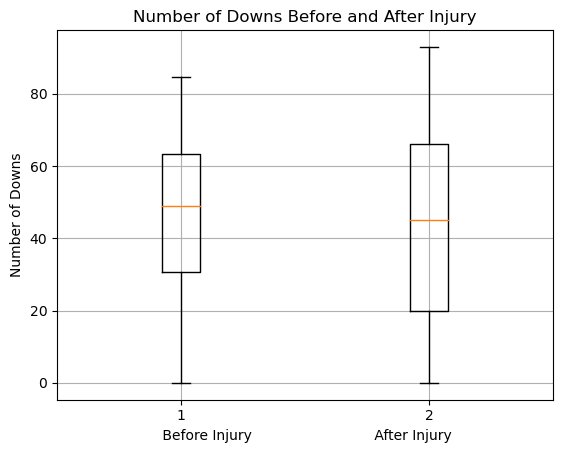 Number of Downs Before and After Injury
Number of Downs
80
60
40
20
0
1 2
Before Injury After Injury